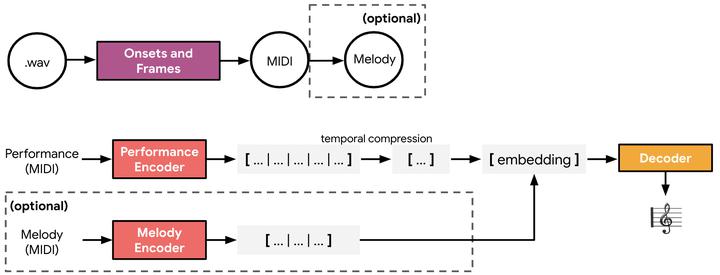 (optional)
.wav
Onsets and
Frames
MIDI
Melody
temporal compression
Performance
(MIDI)
Performance
Encoder
[ ... | ... | ... | ... | ... ]
[ ... ]
[ embedding ]
Decoder
(optional)
Melody
(MIDI)
Melody
Encoder
[ ... | ... | ... ]